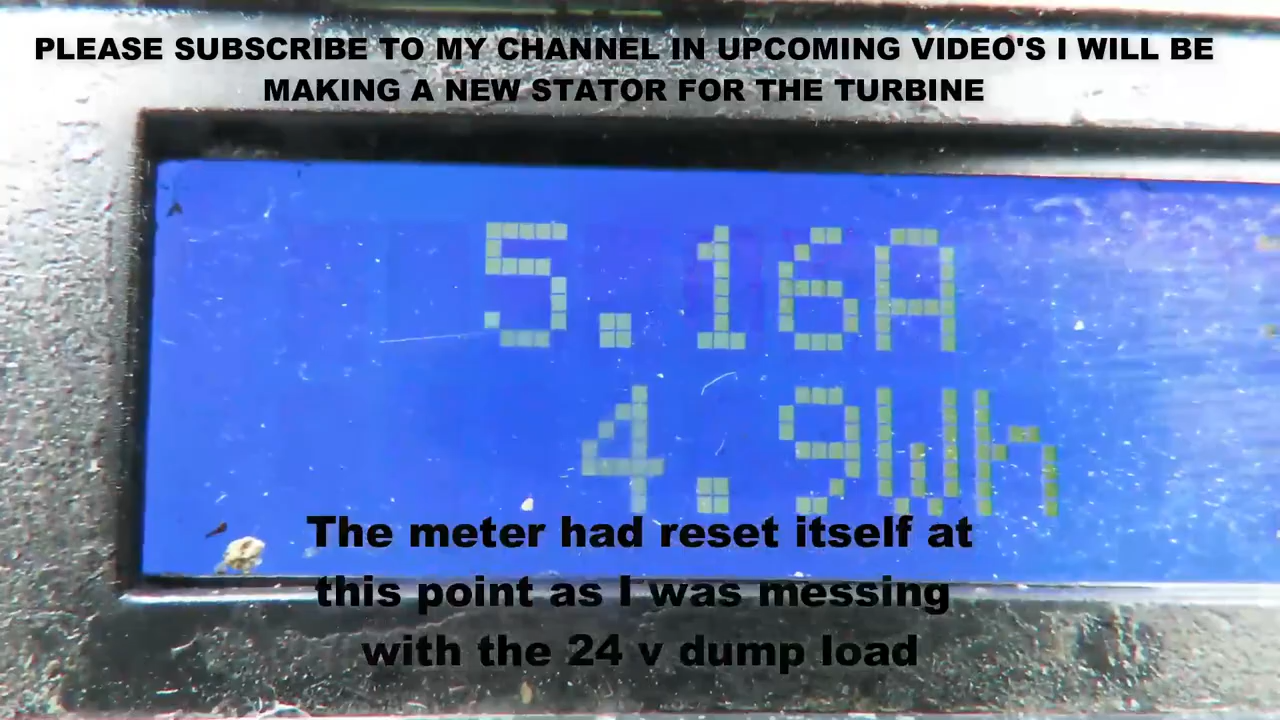 PLEASE SUBSCRIBE TO MY CHANNEL IN UPCOMING VIDEO'S I WILL BE
MAKING A NEW STATOR FOR THE TURBINE
5.16A
4.9Wh
The meter had reset itself at
this point as I was messing
with the 24 v dump load